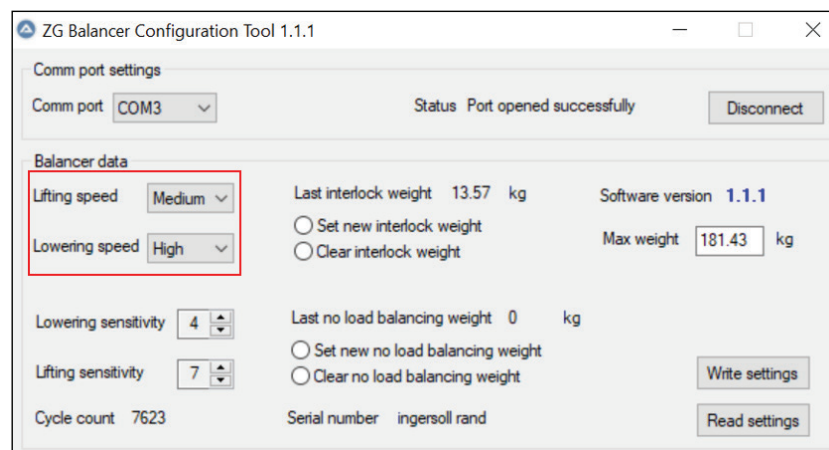 ZG Balancer Configuration Tool 1.1.1
Comm port settings
Comm port COM3 Status Port opened successfully Disconnect
Balancer data
Lifting speed Medium Last interlock weight 13.57 kg Software version 1.1.1
Set new interlock weight
Lowering speed High Clear interlock weight Max weight 181.43 kg
Lowering sensitivity 4 Last no load balancing weight 0 kg
Set new no load balancing weight
Lifting sensitivity 7 Clear no load balancing weight Write settings
Cycle count 7623 Serial number ingersoll rand Read settings